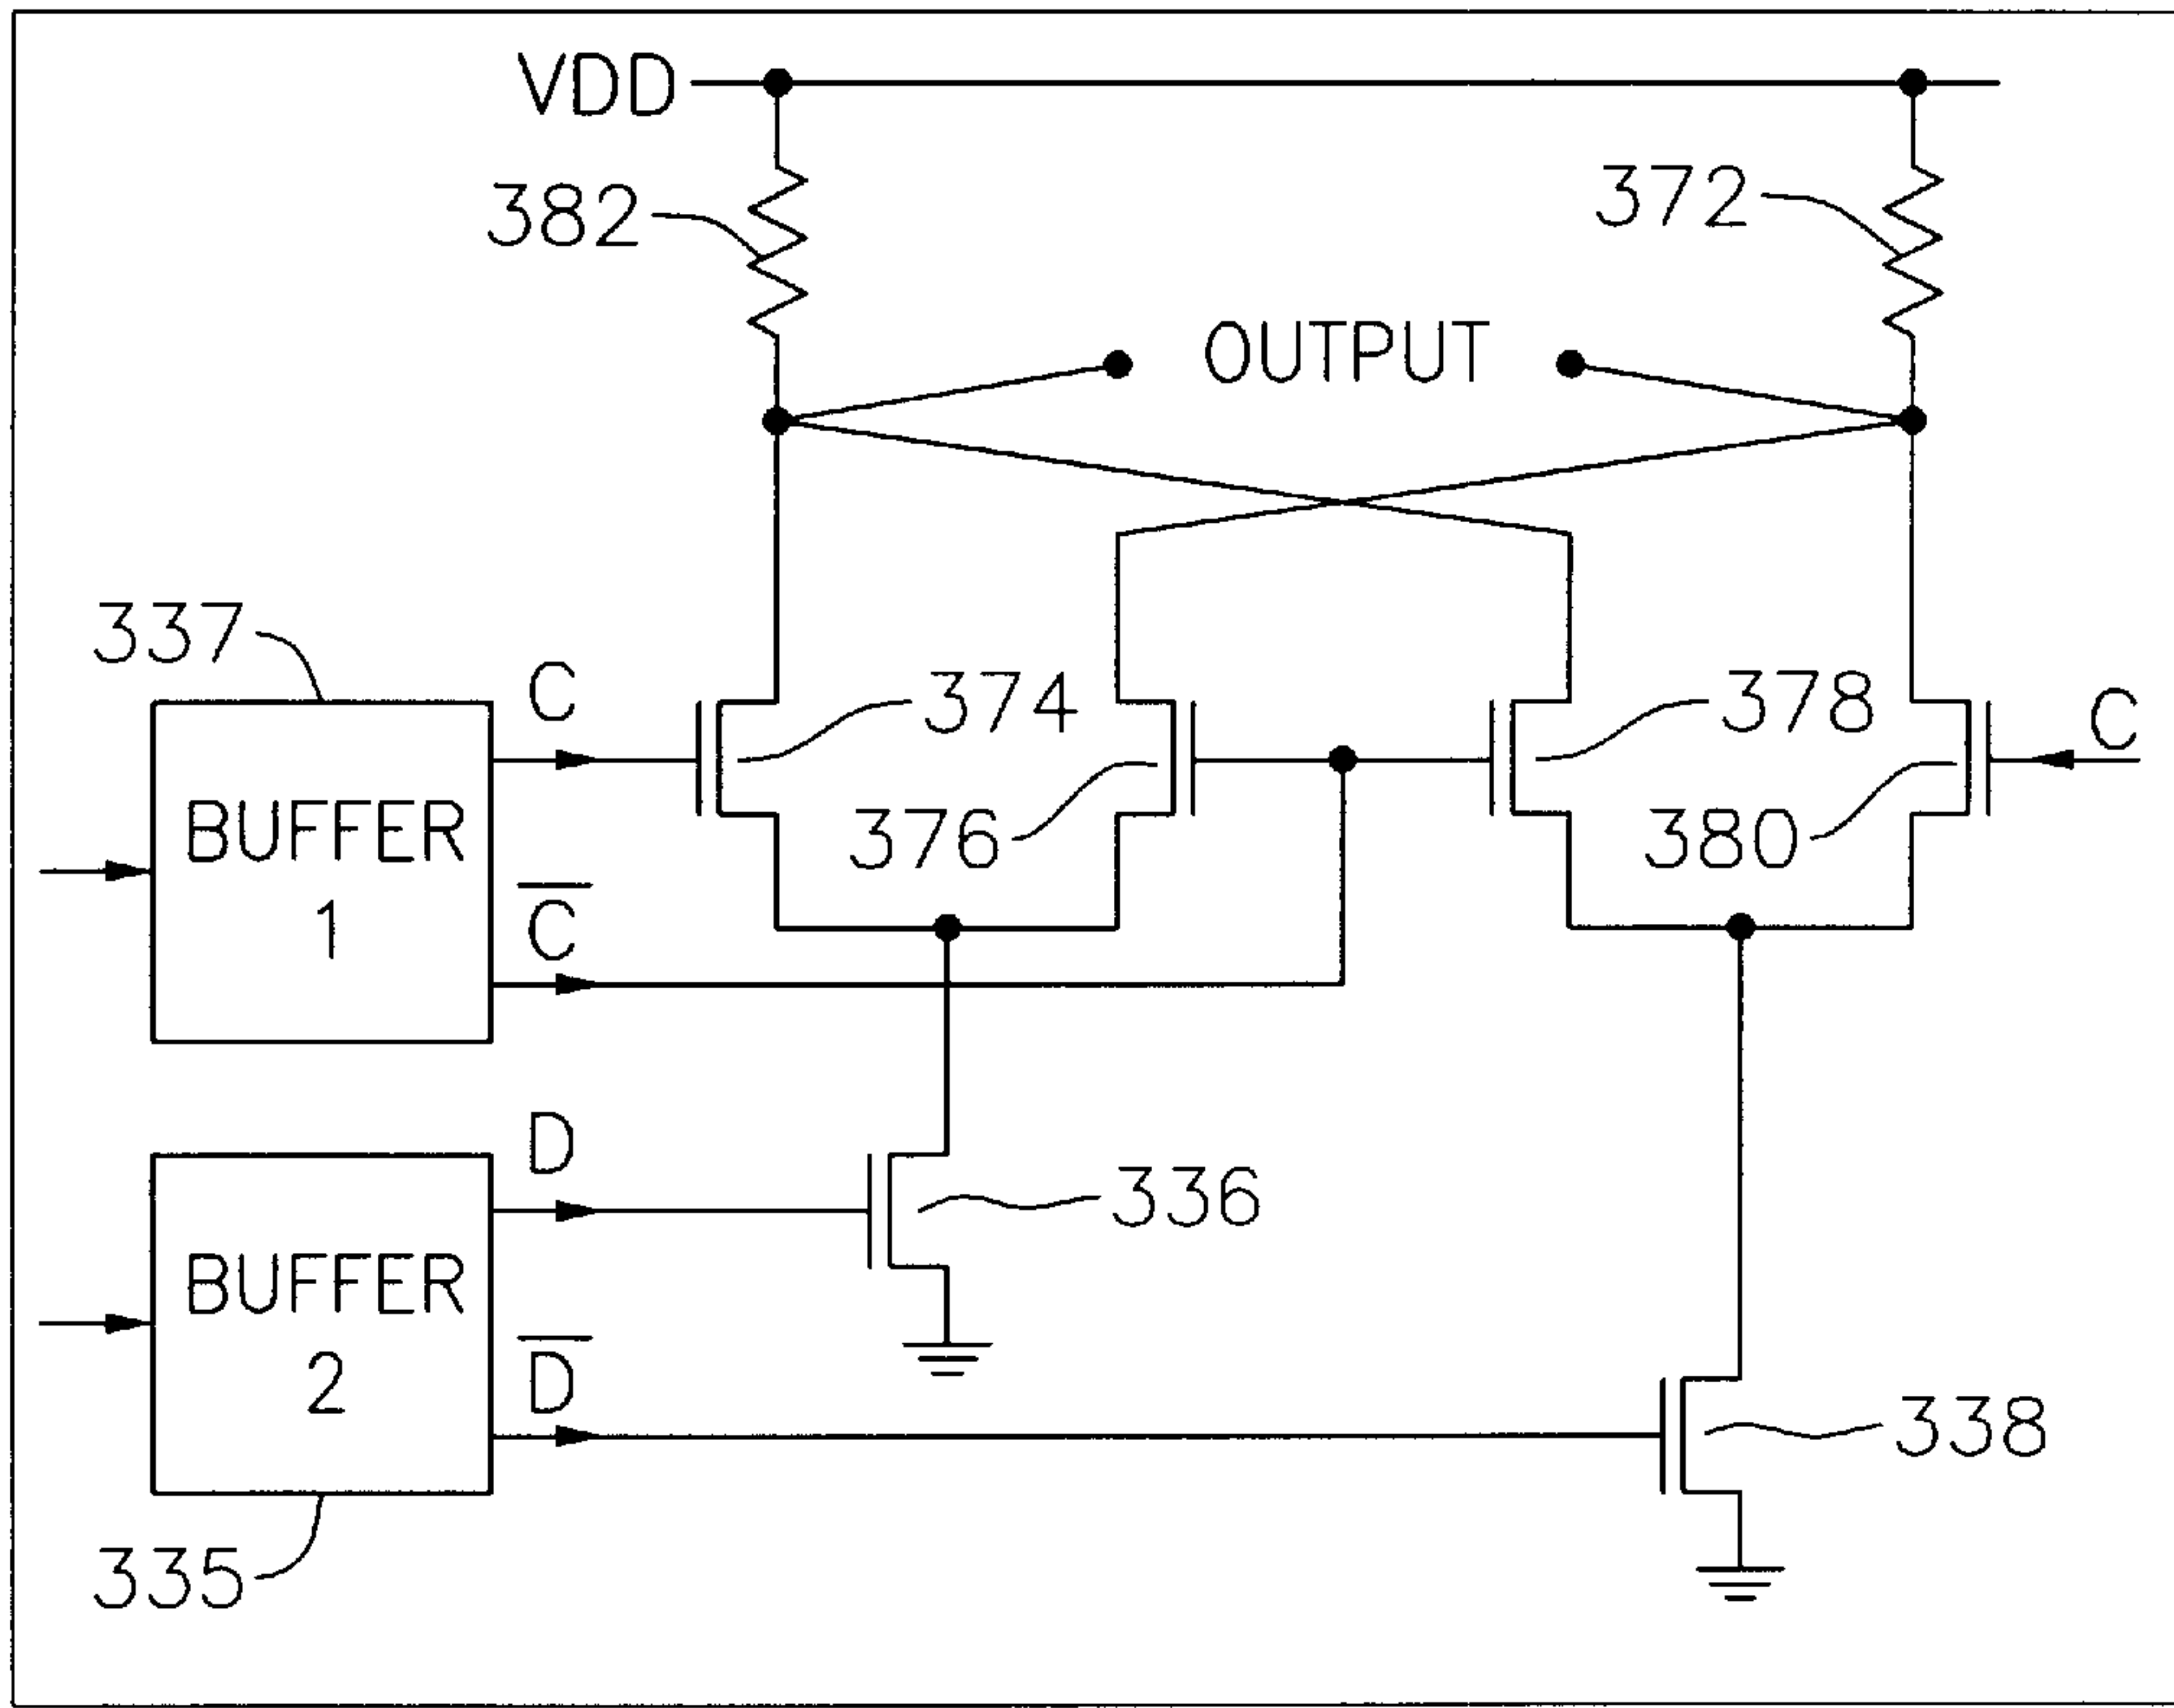 VDD
382
372
OUTPUT
337
C
374
378
C
BUFFER
1
376
380
C̅
D
336
BUFFER
2
D̅
338
335